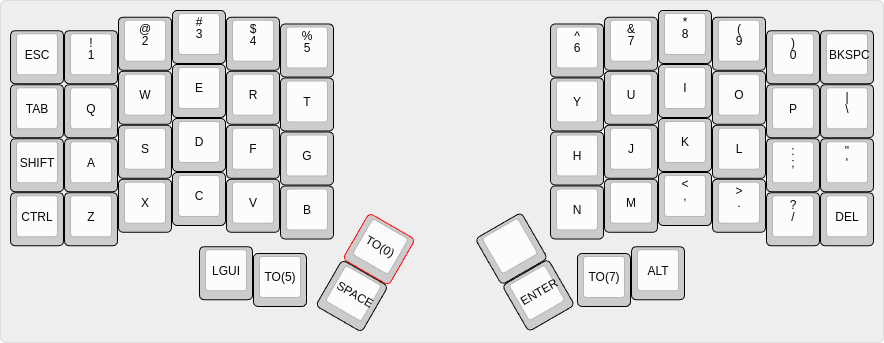 ESC ! 1 @ 2 # 3 $ 4 % 5 ^ 6 & 7 * 8 ( 9 ) 0 BKSPC
TAB Q W E R T Y U I O P | \
SHIFT A S D F G H J K L : ; " '
CTRL Z X C V B N M < , > . ? / DEL
LGUI TO(5) TO(0) TO(7) ALT
SPACE ENTER